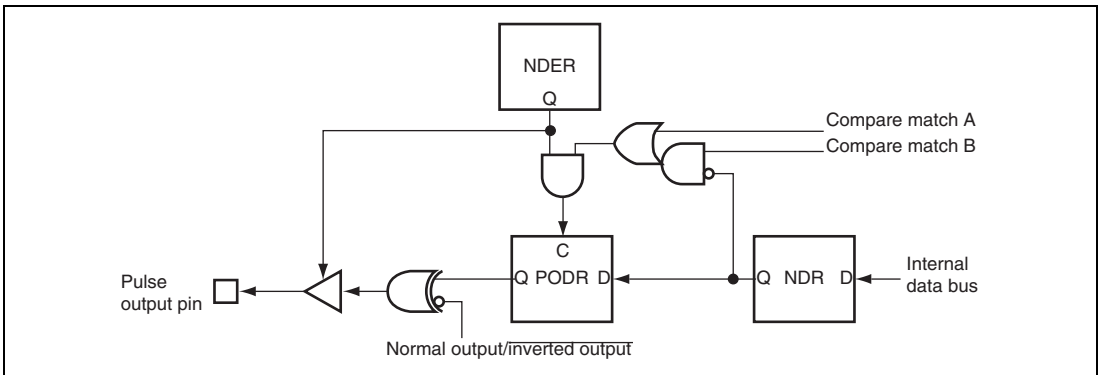 NDER
Q
Compare match A
Compare match B
C
Q PODR D
Q NDR D
Internal
data bus
Pulse
output pin
Normal output/inverted output